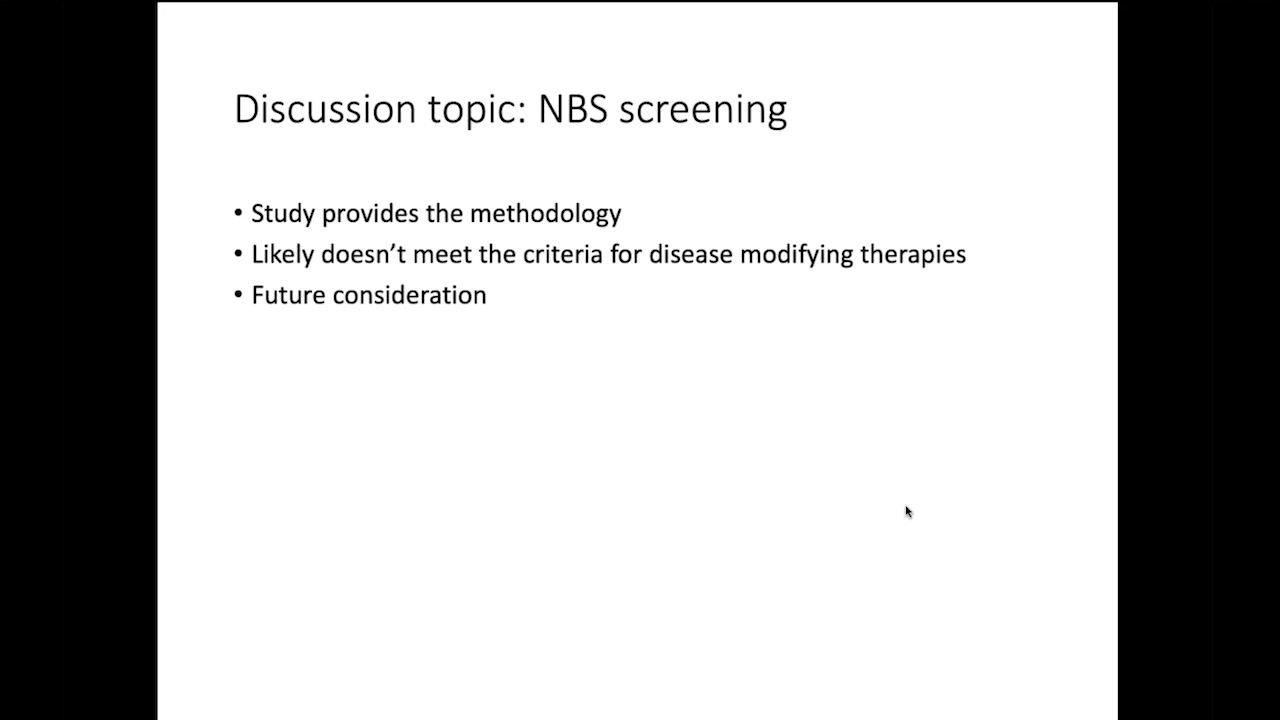 Discussion topic: NBS screening
• Study provides the methodology
• Likely doesn’t meet the criteria for disease modifying therapies
• Future consideration